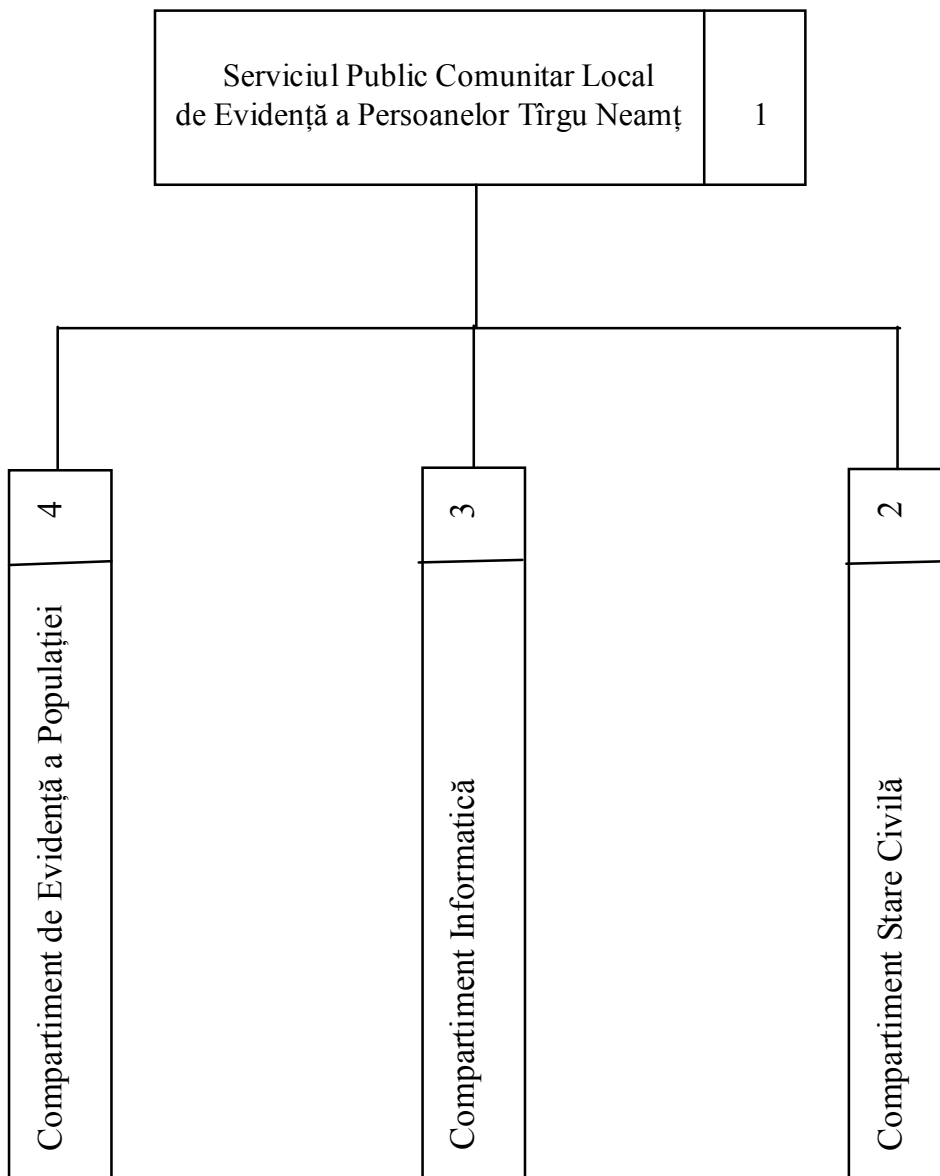 Serviciul Public Comunitar Local
de Evidență a Persoanelor Tîrgu Neamț
1
4
Compartiment de Evidență a Populației
3
Compartiment Informatică
2
Compartiment Stare Civilă